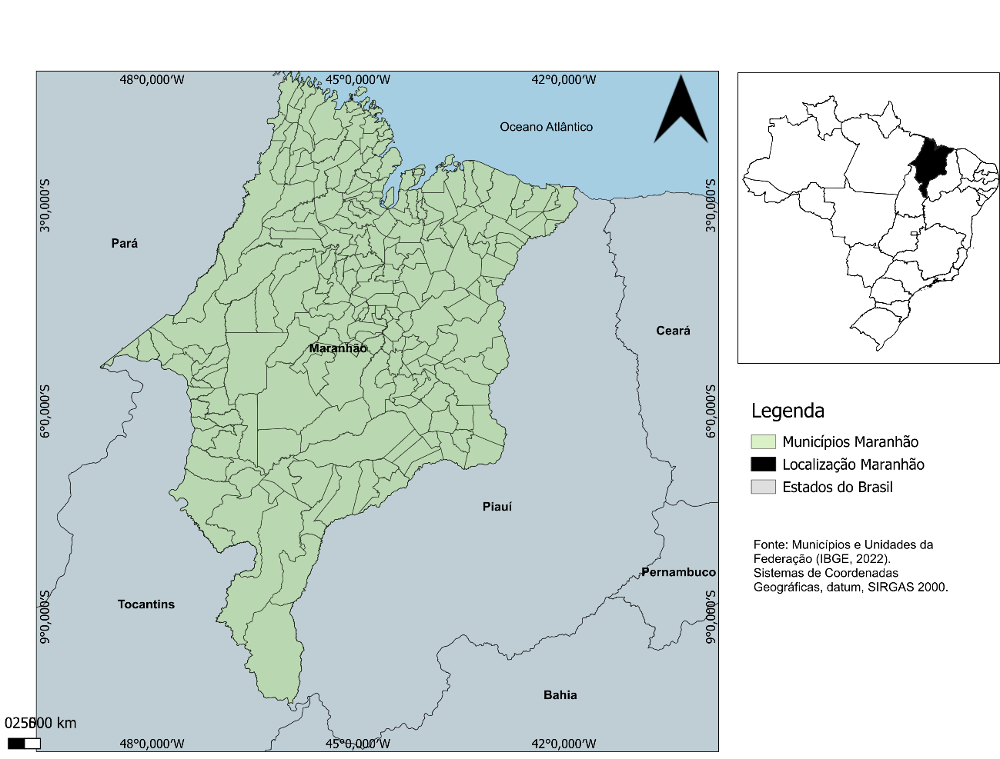 48°0,000′W 45°0,000′W 42°0,000′W
Oceano Atlântico
3°0,000′S 3°0,000′S
Pará
Ceará
Maranhão
6°0,000′S 6°0,000′S
Piauí
Pernambuco
Tocantins
9°0,000′S 9°0,000′S
Bahia
km
48°0,000′W 45°0,000′W 42°0,000′W
Legenda
Municípios Maranhão
Localização Maranhão
Estados do Brasil
Fonte: Municípios e Unidades da
Federação (IBGE, 2022).
Sistemas de Coordenadas
Geográficas, datum, SIRGAS 2000.